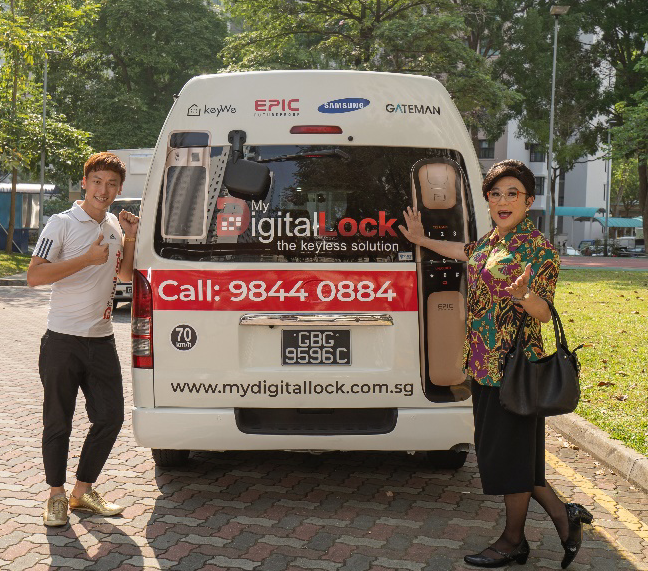 keyWe
EPIC
FUTUREPROOF
SAMSUNG
GATEMAN
My
DigitalLock
the keyless solution
EPIC
Call: 9844 0884
70
km/h
GBG
9596C
www.mydigitallock.com.sg